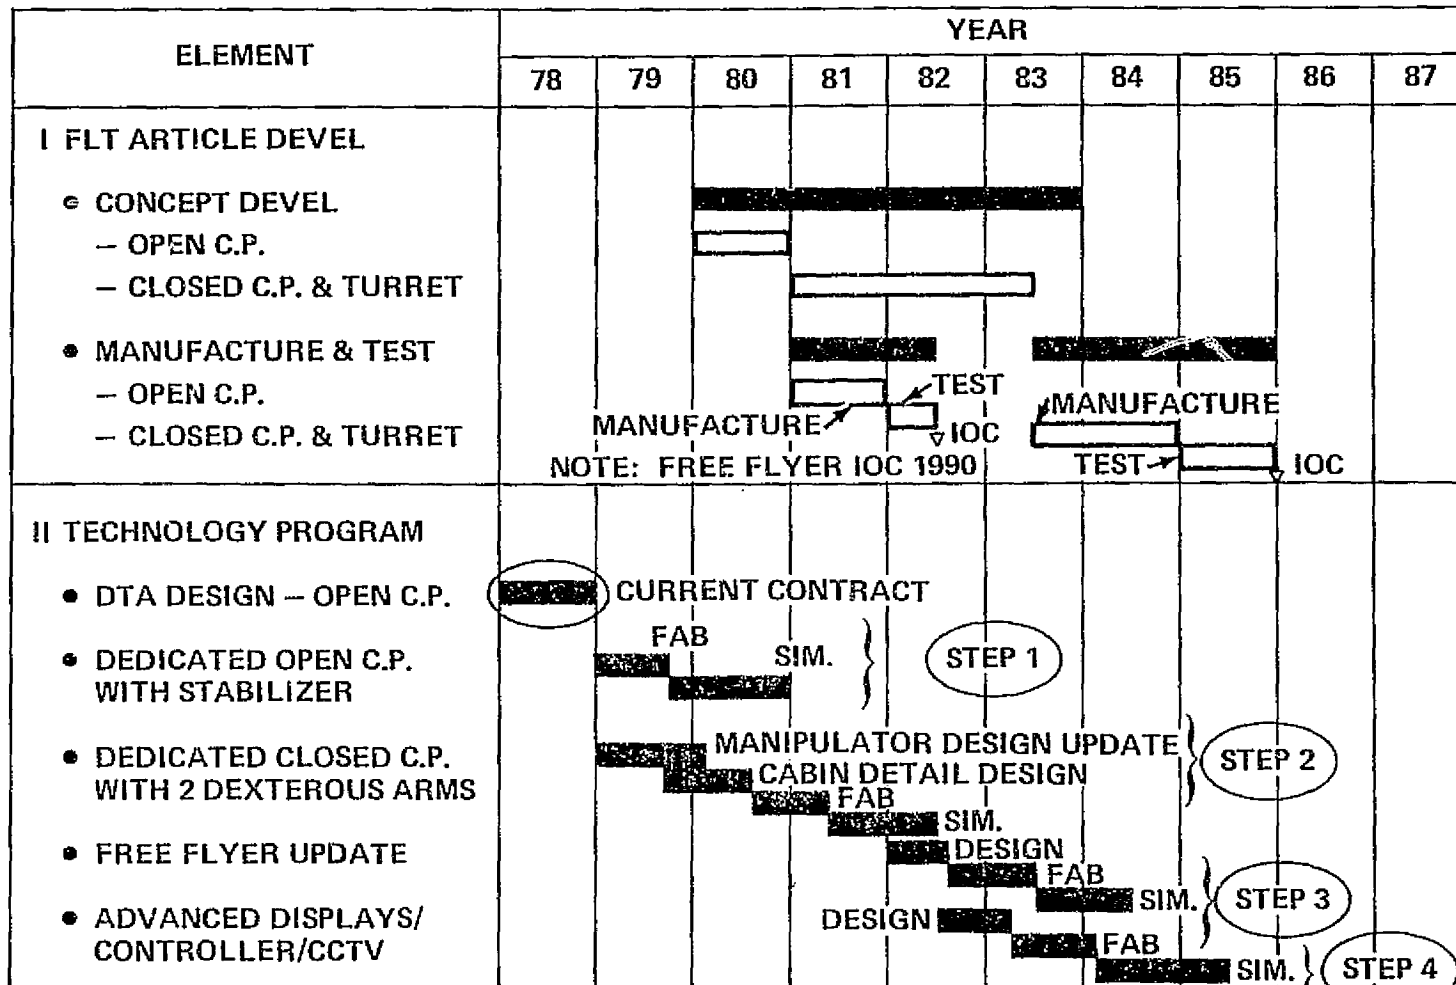 ELEMENT
YEAR
78 79 80 81 82 83 84 85 86 87
I FLT ARTICLE DEVEL
• CONCEPT DEVEL
– OPEN C.P.
– CLOSED C.P. & TURRET
• MANUFACTURE & TEST
– OPEN C.P.
– CLOSED C.P. & TURRET
TEST
MANUFACTURE
IOC
MANUFACTURE
TEST
IOC
NOTE: FREE FLYER IOC 1990
II TECHNOLOGY PROGRAM
• DTA DESIGN – OPEN C.P.
CURRENT CONTRACT
• DEDICATED OPEN C.P.
WITH STABILIZER
FAB
SIM.
STEP 1
• DEDICATED CLOSED C.P.
WITH 2 DEXTEROUS ARMS
MANIPULATOR DESIGN UPDATE
CABIN DETAIL DESIGN
FAB
SIM.
STEP 2
• FREE FLYER UPDATE
DESIGN
FAB
SIM.
STEP 3
• ADVANCED DISPLAYS/
CONTROLLER/CCTV
DESIGN
FAB
SIM.
STEP 4